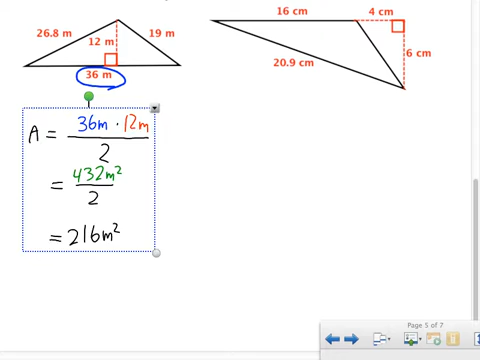 16 cm
4 cm
26.8 m
19 m
12 m
6 cm
20.9 cm
36 m
A = 36m · 12m
2
= 432m²
2
= 216m²
Page 5 of 7